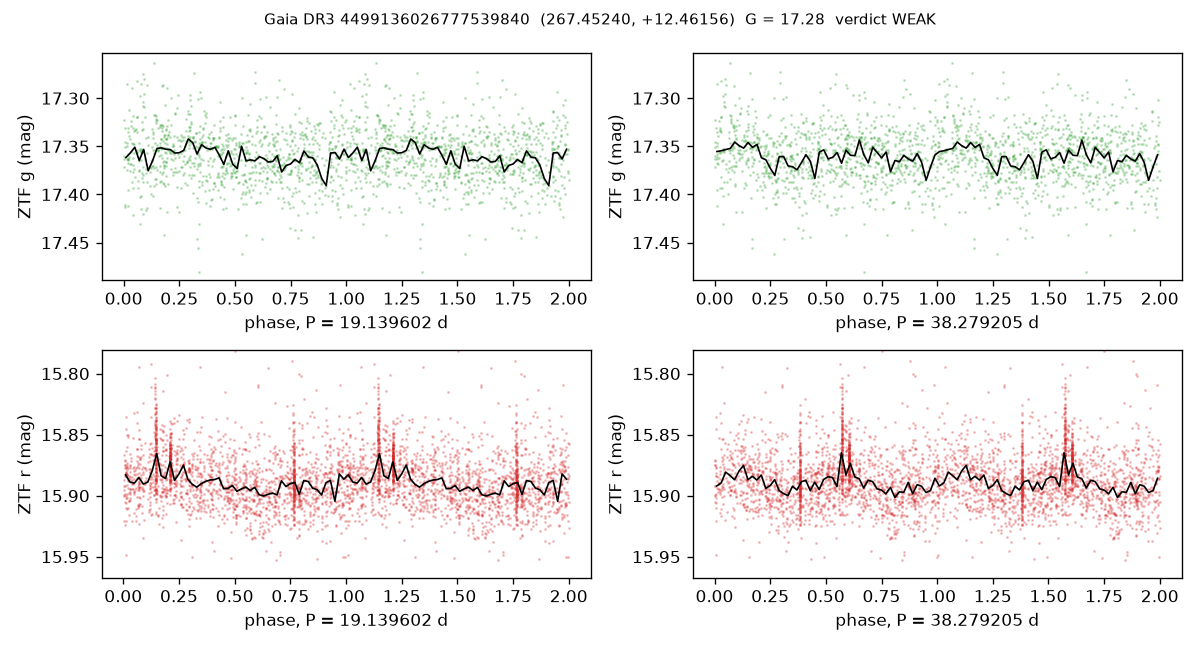 Gaia DR3 4499136026777539840 (267.45240, +12.46156) G = 17.28 verdict WEAK
ZTF g (mag)
17.30
17.35
17.40
17.45
0.00 0.25 0.50 0.75 1.00 1.25 1.50 1.75 2.00
phase, P = 19.139602 d
ZTF g (mag)
17.30
17.35
17.40
17.45
0.00 0.25 0.50 0.75 1.00 1.25 1.50 1.75 2.00
phase, P = 38.279205 d
ZTF r (mag)
15.80
15.85
15.90
15.95
0.00 0.25 0.50 0.75 1.00 1.25 1.50 1.75 2.00
phase, P = 19.139602 d
ZTF r (mag)
15.80
15.85
15.90
15.95
0.00 0.25 0.50 0.75 1.00 1.25 1.50 1.75 2.00
phase, P = 38.279205 d